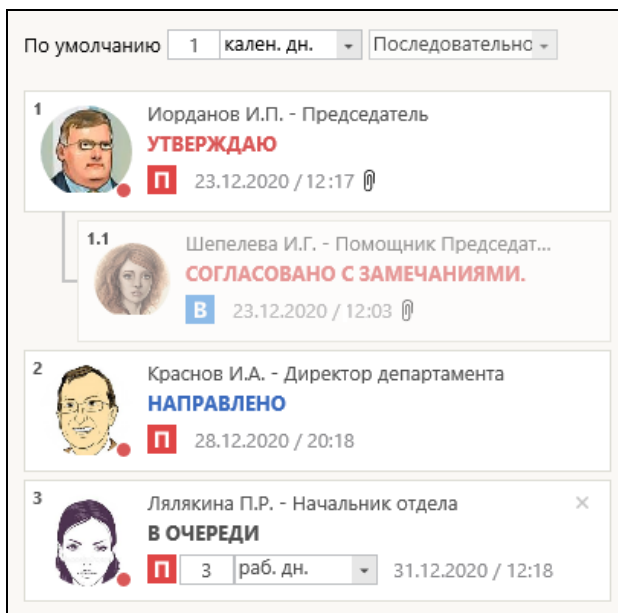 По умолчанию 1 кален. дн. Последовательно
1 Иорданов И.П. - Председатель
УТВЕРЖДАЮ
П 23.12.2020 / 12:17
1.1 Шепелева И.Г. - Помощник Председат...
СОГЛАСОВАНО С ЗАМЕЧАНИЯМИ.
В 23.12.2020 / 12:03
2 Краснов И.А. - Директор департамента
НАПРАВЛЕНО
П 28.12.2020 / 20:18
3 Лялякина П.Р. - Начальник отдела
В ОЧЕРЕДИ
П 3 раб. дн. 31.12.2020 / 12:18